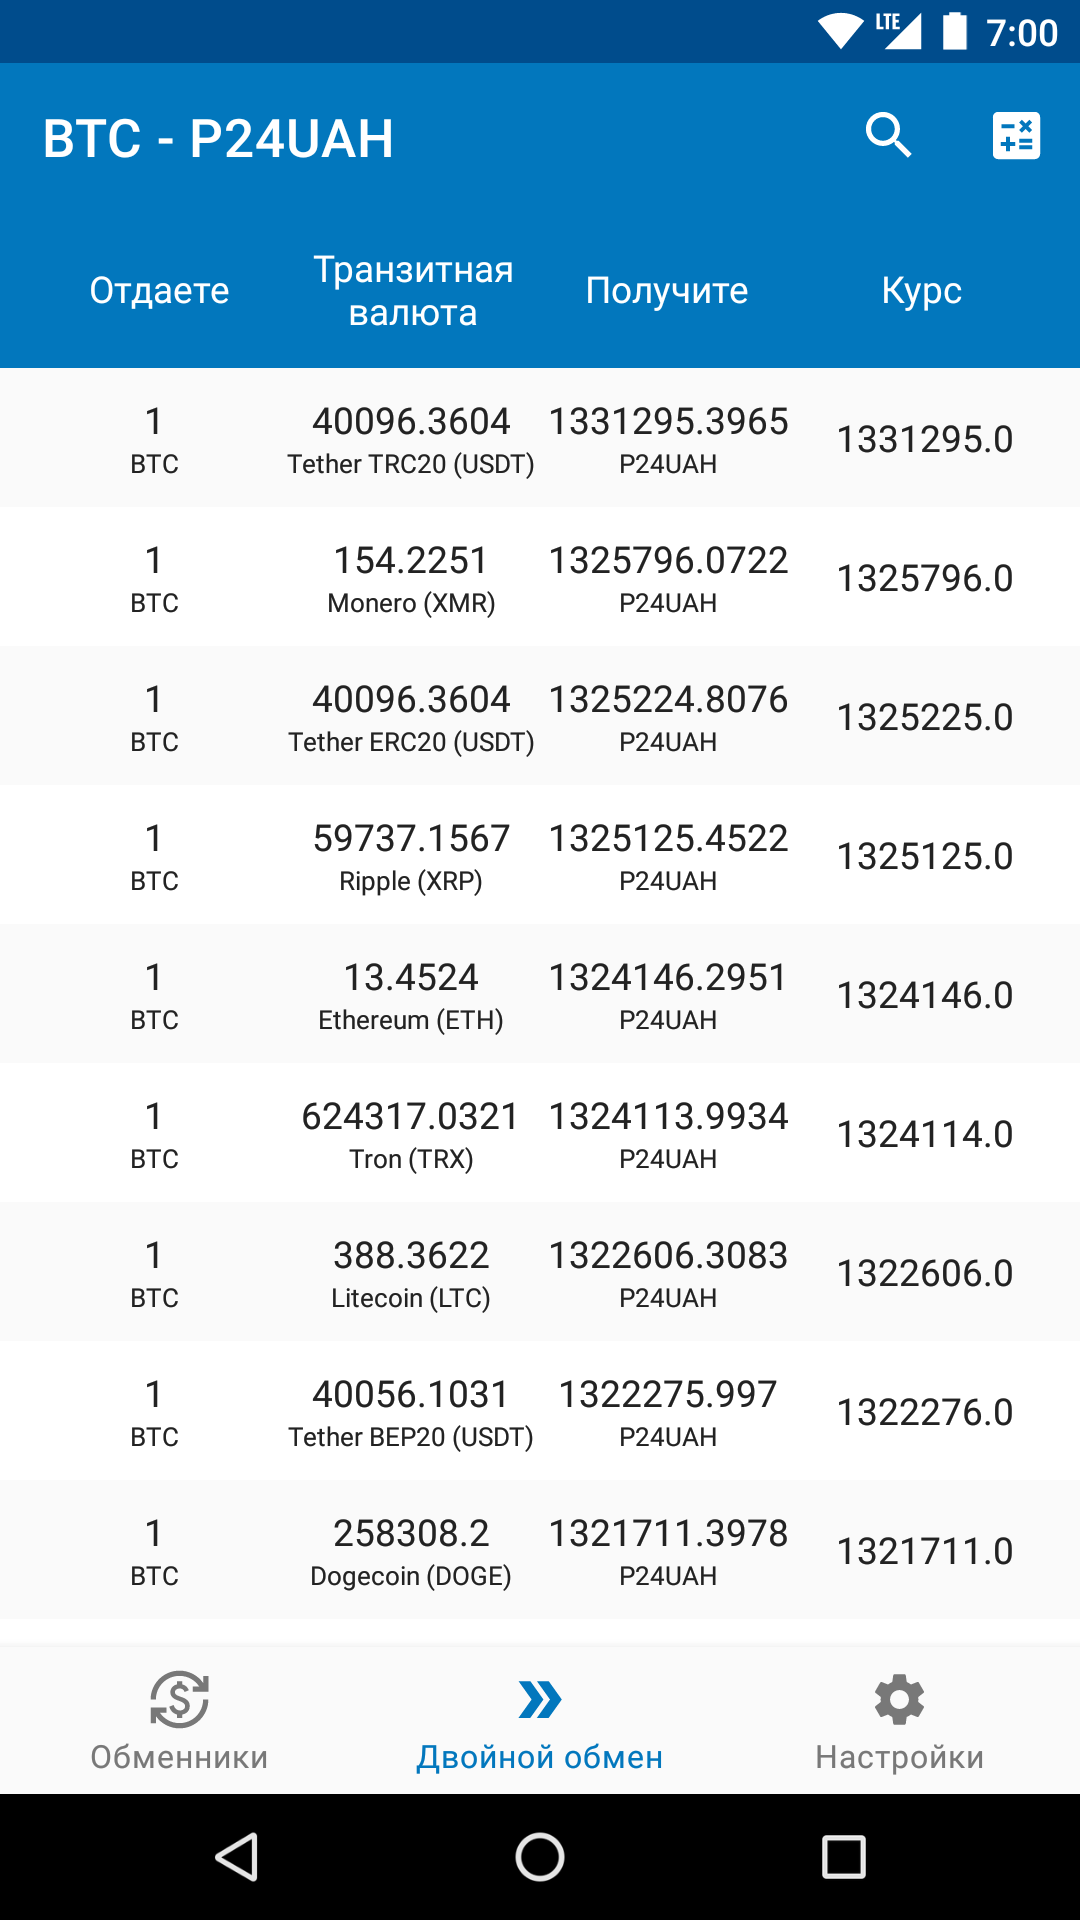 LTE 7:00
BTC - P24UAH
Отдаете Транзитная валюта Получите Курс
1 40096.3604 1331295.3965 1331295.0
BTC Tether TRC20 (USDT) P24UAH
1 154.2251 1325796.0722 1325796.0
BTC Monero (XMR) P24UAH
1 40096.3604 1325224.8076 1325225.0
BTC Tether ERC20 (USDT) P24UAH
1 59737.1567 1325125.4522 1325125.0
BTC Ripple (XRP) P24UAH
1 13.4524 1324146.2951 1324146.0
BTC Ethereum (ETH) P24UAH
1 624317.0321 1324113.9934 1324114.0
BTC Tron (TRX) P24UAH
1 388.3622 1322606.3083 1322606.0
BTC Litecoin (LTC) P24UAH
1 40056.1031 1322275.997 1322276.0
BTC Tether BEP20 (USDT) P24UAH
1 258308.2 1321711.3978 1321711.0
BTC Dogecoin (DOGE) P24UAH
Обменники Двойной обмен Настройки